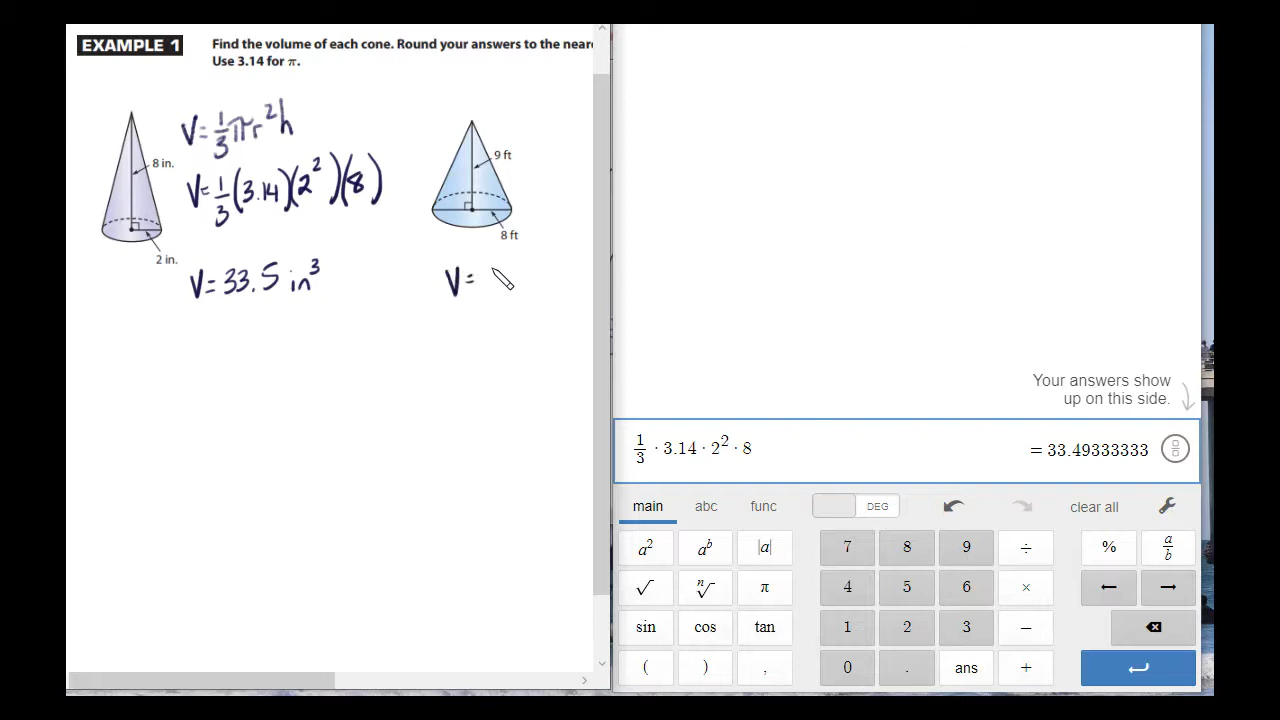 EXAMPLE 1
Find the volume of each cone. Round your answers to the
Use 3.14 for π.
V=1/3πr²h
8 in.
V=1/3(3.14)(2²)(8)
2 in.
V=33.5 in³
9 ft
8 ft
V=
Your answers show
up on this side.
1/3 · 3.14 · 2² · 8 = 33.49333333
main abc func DEG clear all
a² aᵇ |a| 7 8 9 ÷ % a/b
√ ⁿ√ π 4 5 6 × ← →
sin cos tan 1 2 3 −
( ) , 0 . ans +